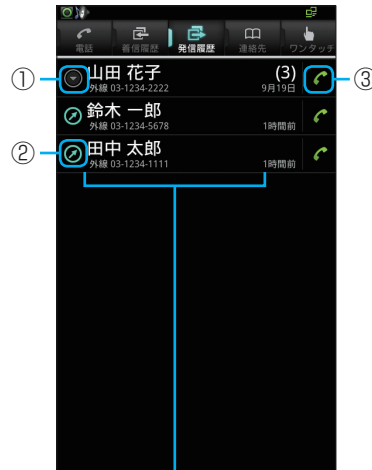 電話 着信履歴 発信履歴 連絡先 ワンタッチ
① 山田 花子 (3) ③
外線 03-1234-2222 9月19日
鈴木 一郎
外線 03-1234-5678 1時間前
② 田中 太郎
外線 03-1234-1111 1時間前